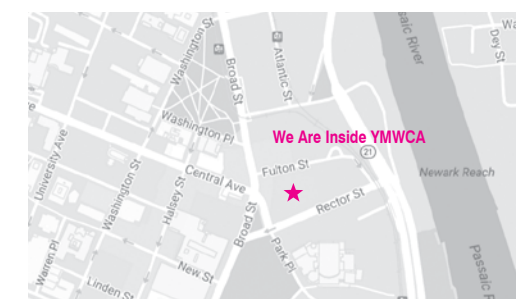 Washington St
Broad St
Atlantic St
Passaic River
Dey St
Wa
Washington Pl
We Are Inside YMWCA
21
Fulton St
Newark Reach
University Ave
Central Ave
Washington St
Halsey St
Rector St
Broad St
Park Pl
Warren Pl
New St
Linden St
Passaic